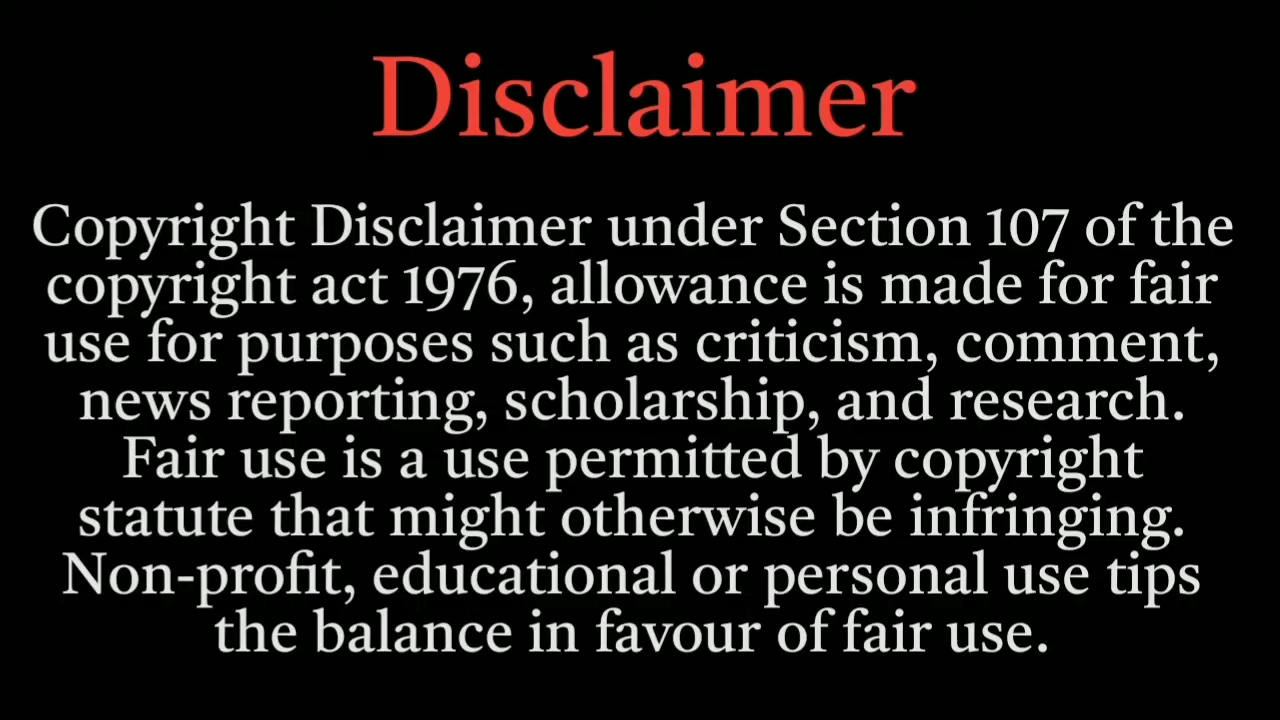 Disclaimer
Copyright Disclaimer under Section 107 of the
copyright act 1976, allowance is made for fair
use for purposes such as criticism, comment,
news reporting, scholarship, and research.
Fair use is a use permitted by copyright
statute that might otherwise be infringing.
Non-profit, educational or personal use tips
the balance in favour of fair use.